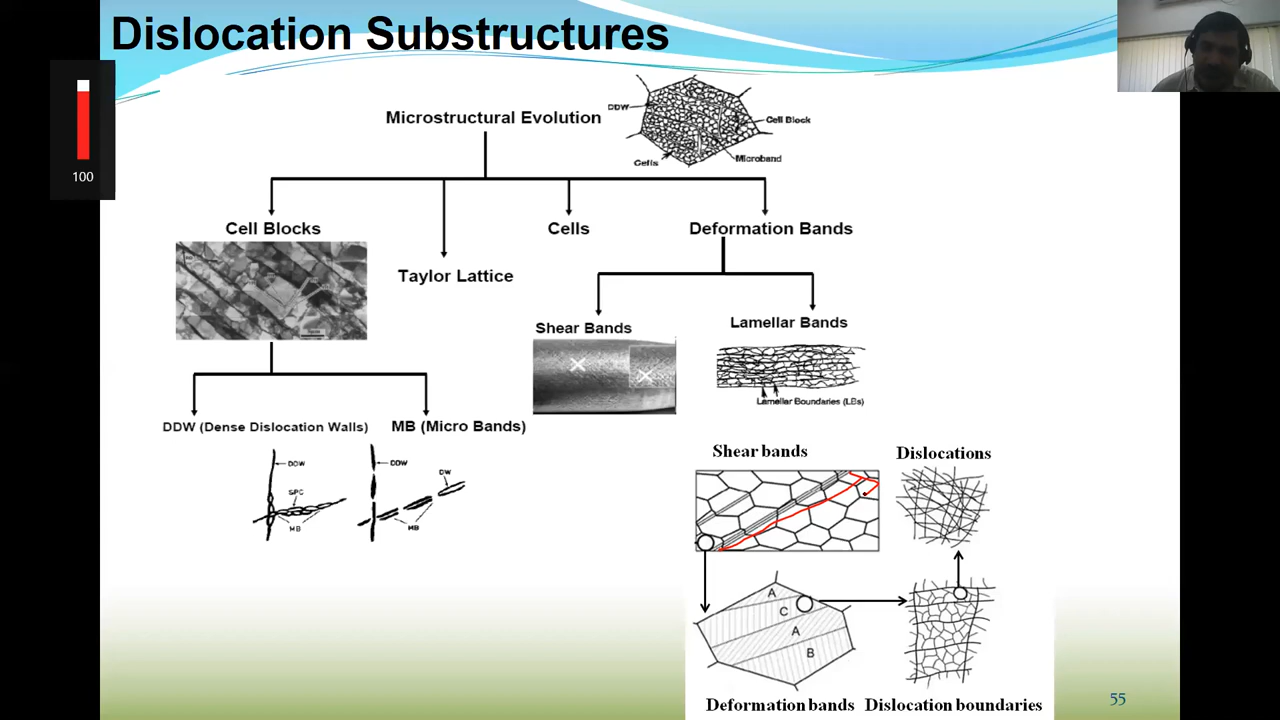 Dislocation Substructures
100
Microstructural Evolution
DDW
Cell Block
Cells
Microband
Cell Blocks
Taylor Lattice
Cells
Deformation Bands
Shear Bands
Lamellar Bands
Lamellar Boundaries (LBs)
DDW (Dense Dislocation Walls)
MB (Micro Bands)
DDW
SPC
MB
DDW
DW
MB
Shear bands
Dislocations
A
C
A
B
Deformation bands
Dislocation boundaries
55